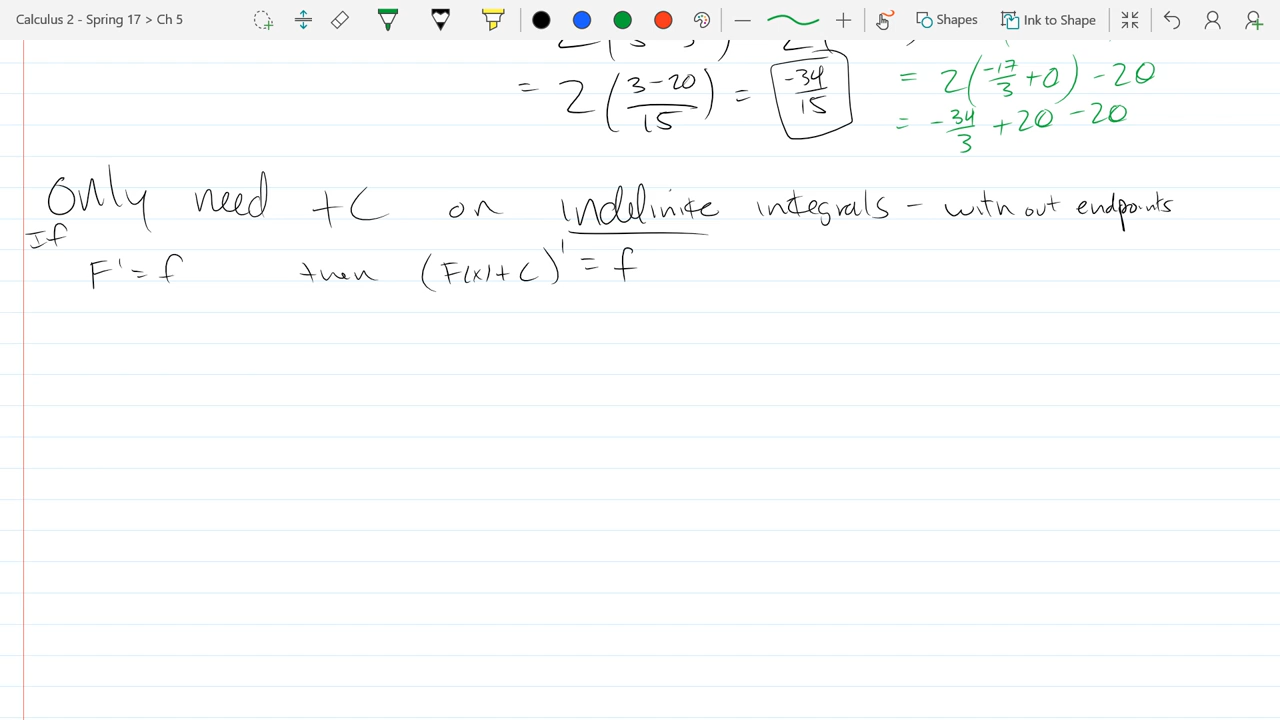 Calculus 2 - Spring 17 > Ch 5
Shapes
Ink to Shape
= 2 ( (3-20)/15 ) = -34/15
= 2 ( -17/3 + 0 ) - 20
= -34/3 + 20 - 20
Only need +C on indefinite integrals - without endpoints
If
F' = f then (F(x) + C)' = f